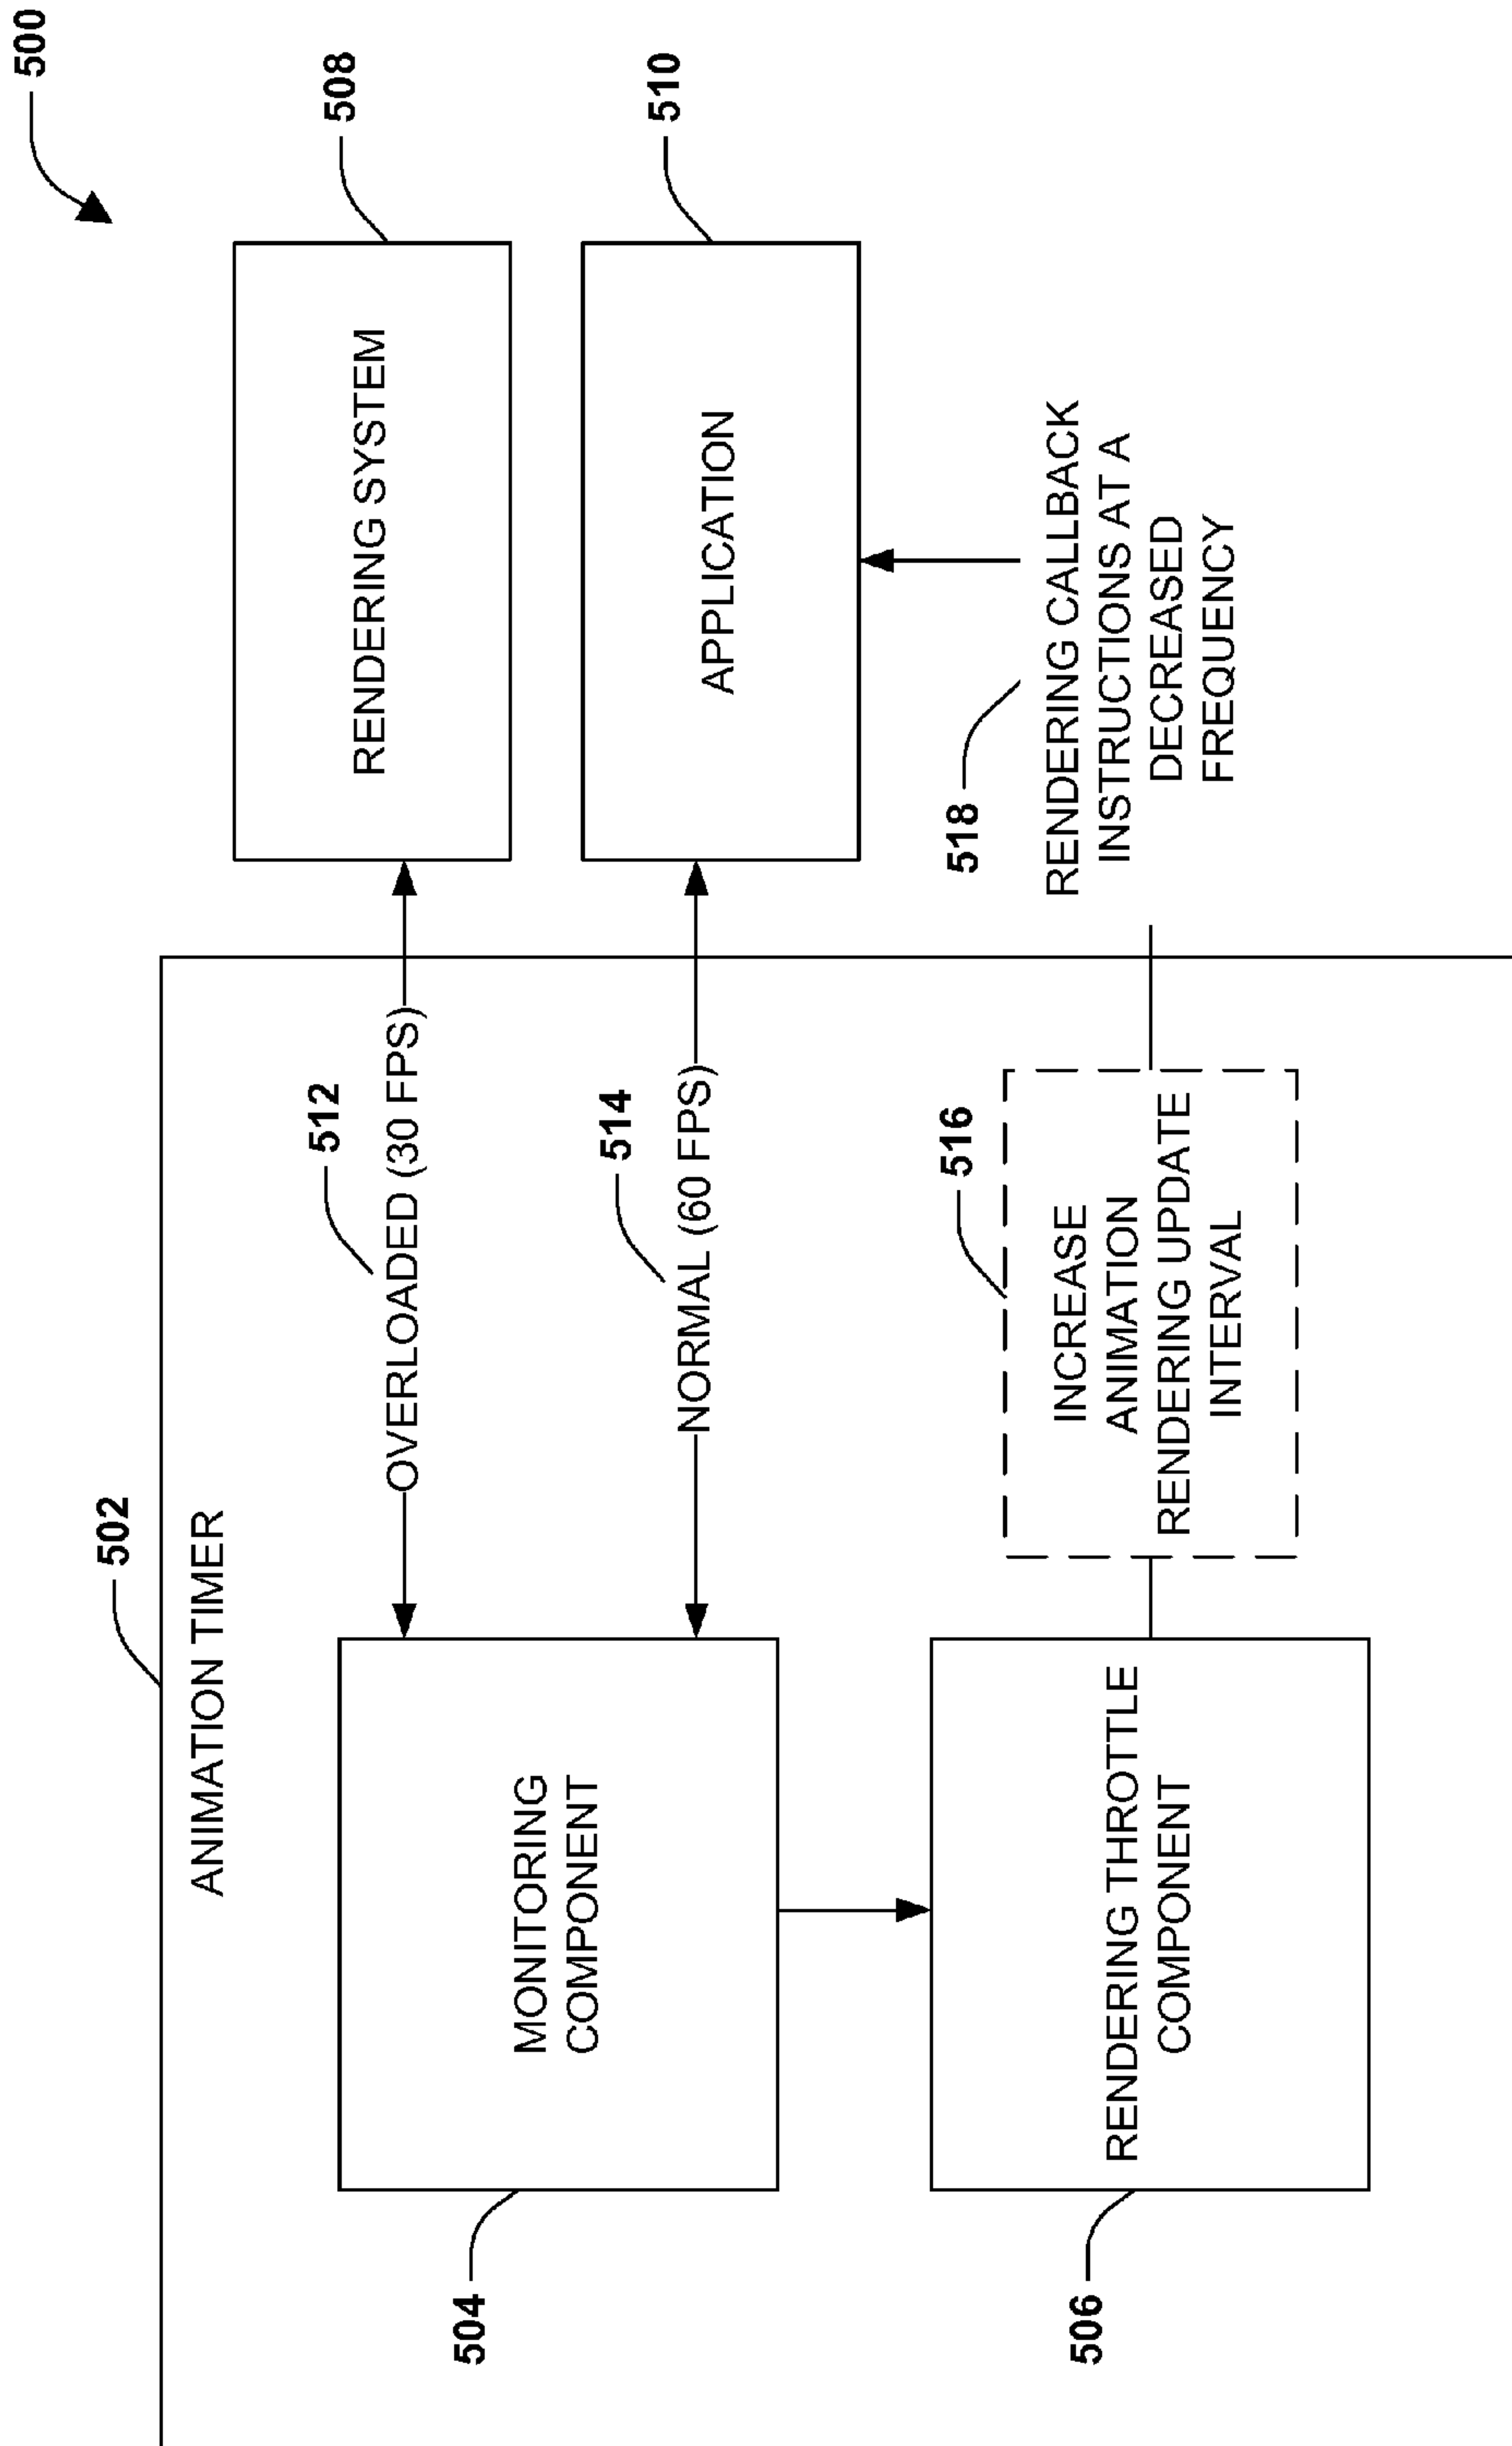 500
502
ANIMATION TIMER
504
MONITORING
COMPONENT
512
OVERLOADED (30 FPS)
508
RENDERING SYSTEM
514
NORMAL (60 FPS)
510
APPLICATION
506
RENDERING THROTTLE
COMPONENT
516
INCREASE
ANIMATION
RENDERING UPDATE
INTERVAL
518
RENDERING CALLBACK
INSTRUCTIONS AT A
DECREASED
FREQUENCY